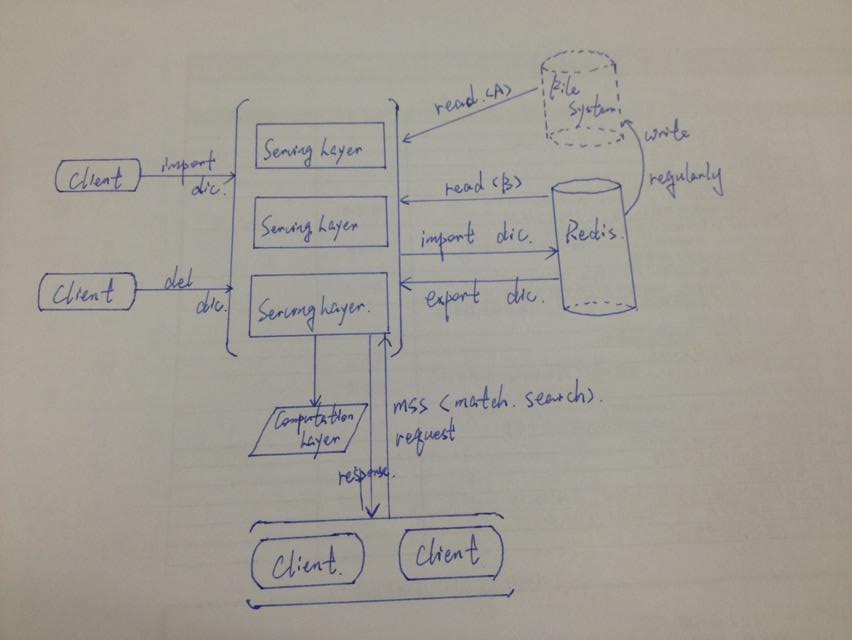 read (A)
File
System
write
regularly
Serving Layer
Client
import
dic.
read (B)
Redis.
Serving Layer
import dic.
Client
del
dic.
Serving Layer.
export dic.
Computation
Layer
mss (match. search).
request
response.
Client.
Client